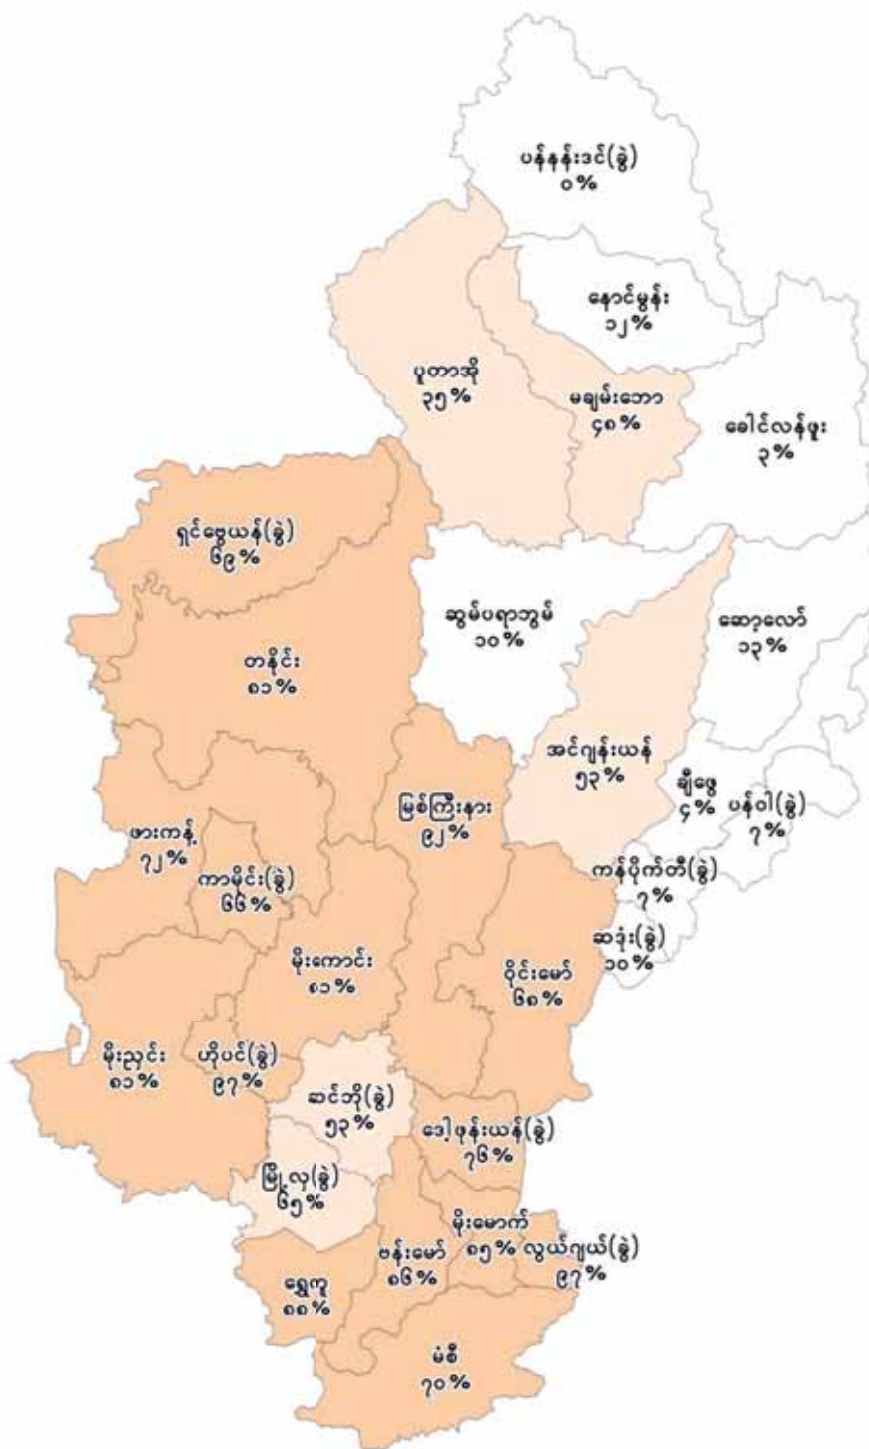 ပန်နန်းဒင်(ခွဲ)
၀%
နောင်မွန်း
၁၂%
ပူတာအို
၃၅%
မချမ်းဘော
၄၈%
ခေါင်လန်ဖူး
၃%
ရှင်ဗွေယန်(ခွဲ)
၆၉%
ဆွမ်ပရာဘွမ်
၁၀%
ဆော့လော်
၁၃%
တနိုင်း
၈၁%
အင်ဂျန်းယန်
၅၃%
ချီဖွေ
၄%
ပန်ဝါ(ခွဲ)
၇%
မြစ်ကြီးနား
၉၂%
ဖားကန့်
၇၂%
ကာမိုင်း(ခွဲ)
၆၆%
ကန်ပိုက်တီ(ခွဲ)
၇%
ဆဒုံး(ခွဲ)
၁၀%
မိုးကောင်း
၈၁%
ဝိုင်းမော်
၆၈%
မိုးညှင်း
၈၁%
ဟိုပင်(ခွဲ)
၉၇%
ဆင်ဘို(ခွဲ)
၅၃%
ဒေါ့ဖုန်းယန်(ခွဲ)
၇၆%
မြို့လှ(ခွဲ)
၆၅%
မိုးမောက်
၈၅%
လွယ်ဂျယ်(ခွဲ)
၉၇%
ဗန်းမော်
၈၆%
ရွှေကူ
၈၈%
မံစီ
၇၀%